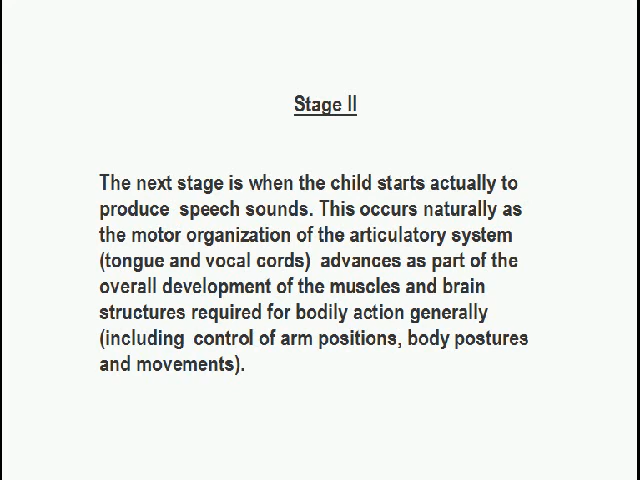 Stage II
The next stage is when the child starts actually to
produce speech sounds. This occurs naturally as
the motor organization of the articulatory system
(tongue and vocal cords) advances as part of the
overall development of the muscles and brain
structures required for bodily action generally
(including control of arm positions, body postures
and movements).